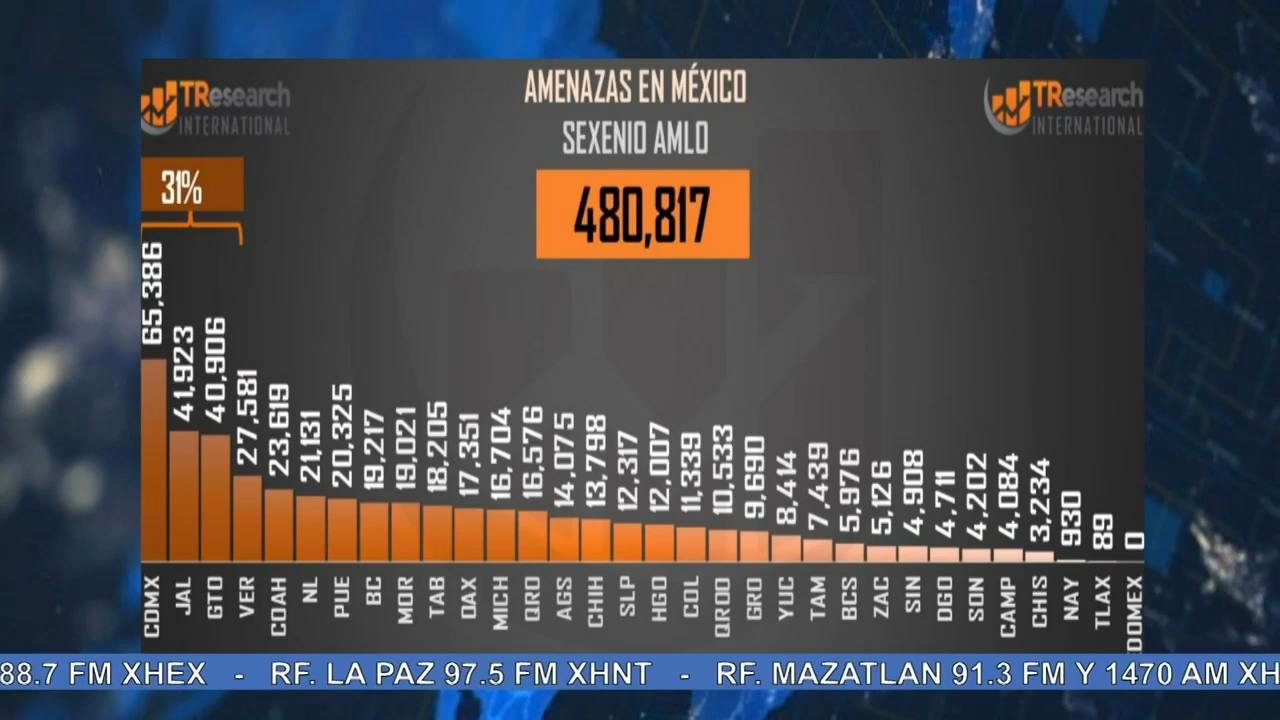 TResearch
INTERNATIONAL
AMENAZAS EN MÉXICO
SEXENIO AMLO
480,817
TResearch
INTERNATIONAL
31%
65,386
41,923
40,906
27,581
23,619
21,131
20,325
19,217
19,021
18,205
17,351
16,704
16,576
14,075
13,798
12,317
12,007
11,339
10,533
9,690
8,414
7,439
5,976
5,126
4,908
4,711
4,202
4,084
3,234
930
89
0
CDMX
JAL
GTO
VER
COAH
NL
PUE
BC
MOR
TAB
OAX
MICH
QRO
AGS
CHIH
SLP
HGO
COL
QROO
GRO
YUC
TAM
BCS
ZAC
SIN
DGO
SON
CAMP
CHIS
NAY
TLAX
DOMEX
88.7 FM XHEX - RF. LA PAZ 97.5 FM XHNT - RF. MAZATLAN 91.3 FM Y 1470 AM XH